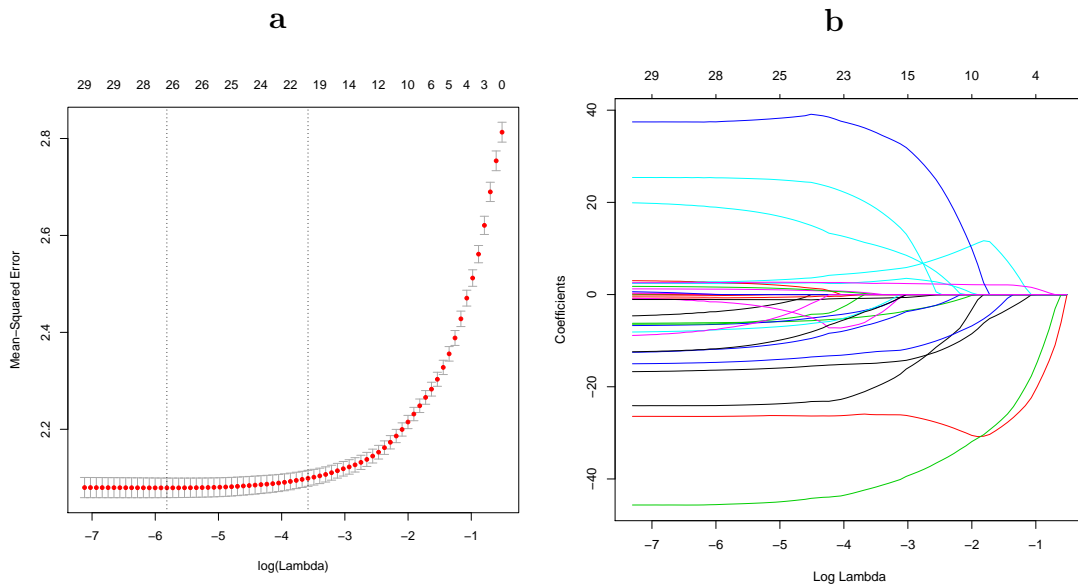 a
29 29 28 26 26 25 24 22 19 14 12 10 6 5 4 3 0
Mean−Squared Error
2.8
2.6
2.4
2.2
−7 −6 −5 −4 −3 −2 −1
log(Lambda)
b
29 28 25 23 15 10 4
Coefficients
40
20
0
−20
−40
−7 −6 −5 −4 −3 −2 −1
Log Lambda